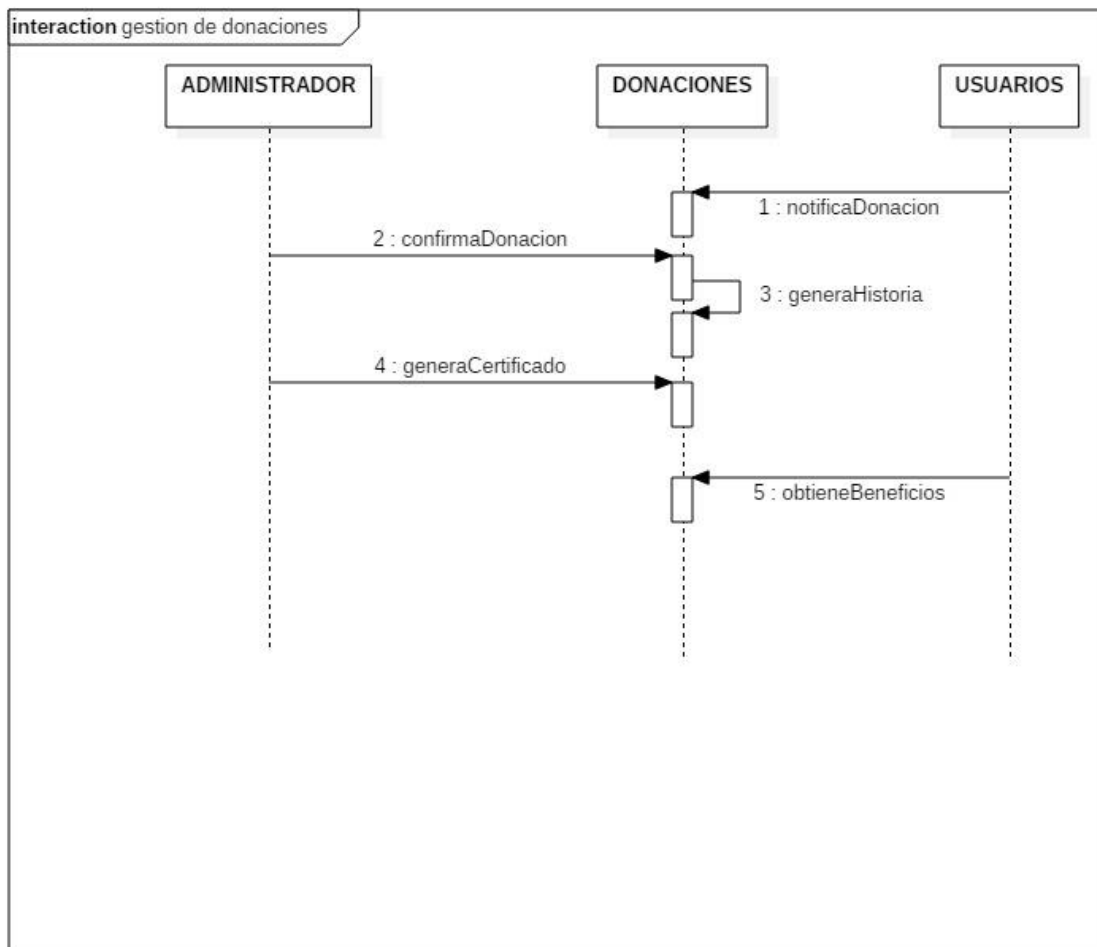 interaction gestion de donaciones
ADMINISTRADOR
DONACIONES
USUARIOS
1 : notificaDonacion
2 : confirmaDonacion
3 : generaHistoria
4 : generaCertificado
5 : obtieneBeneficios